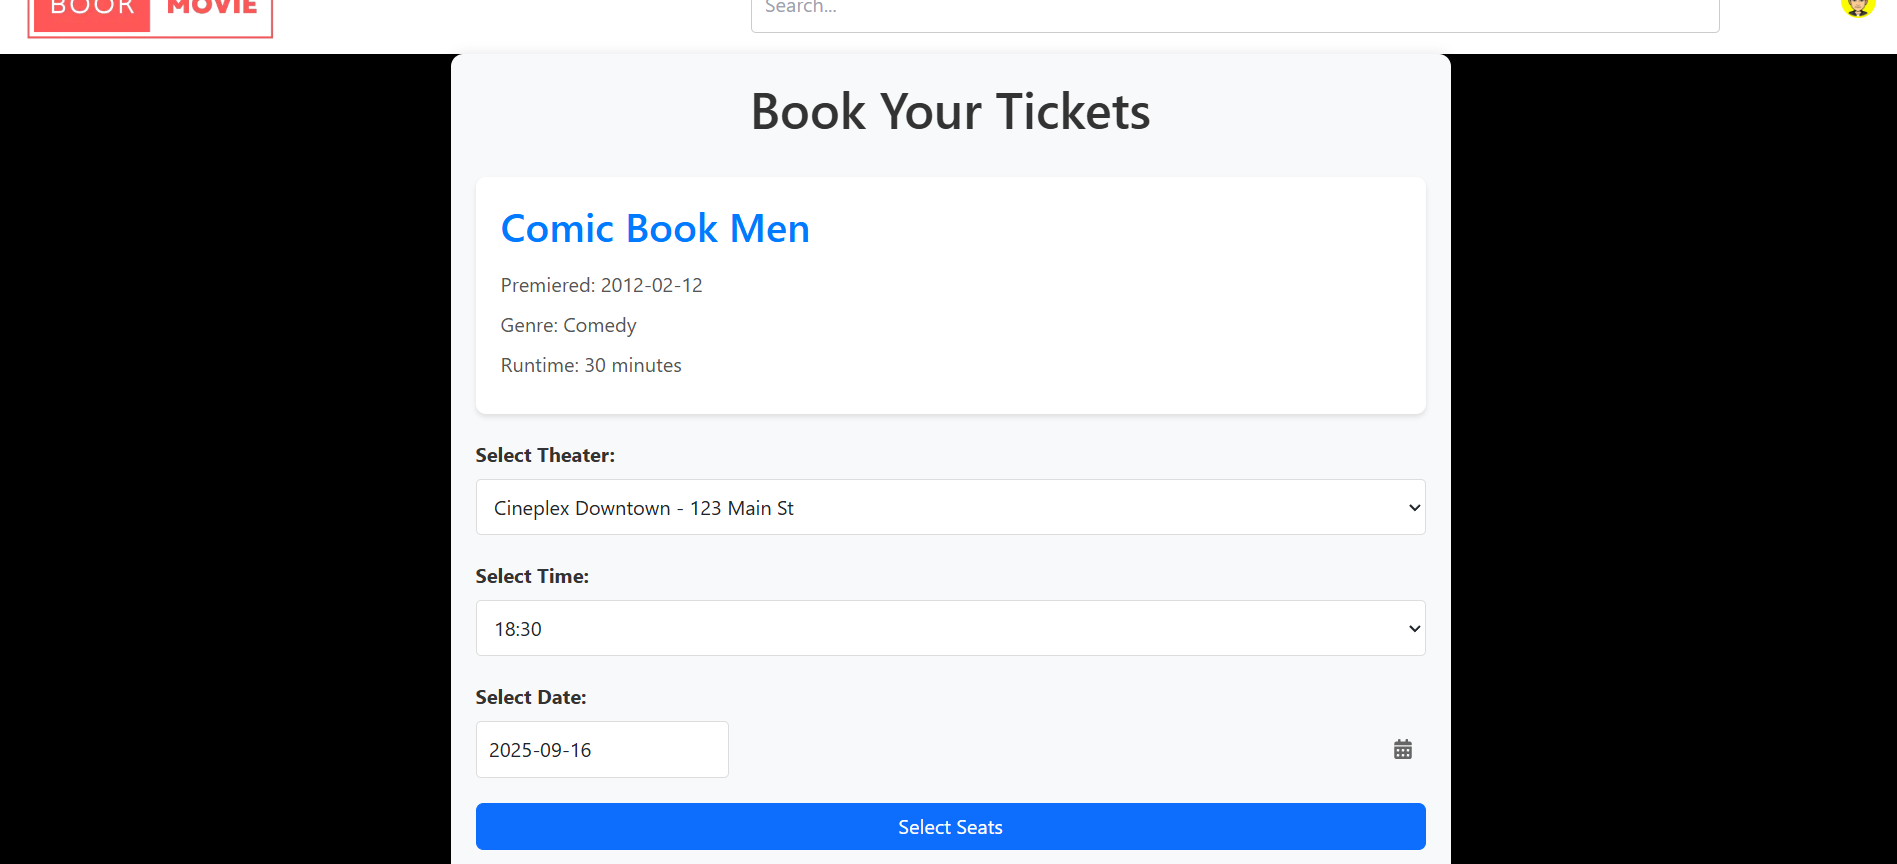 BOOK MOVIE
Search...
Book Your Tickets
Comic Book Men
Premiered: 2012-02-12
Genre: Comedy
Runtime: 30 minutes
Select Theater:
Cineplex Downtown - 123 Main St
Select Time:
18:30
Select Date:
2025-09-16
Select Seats